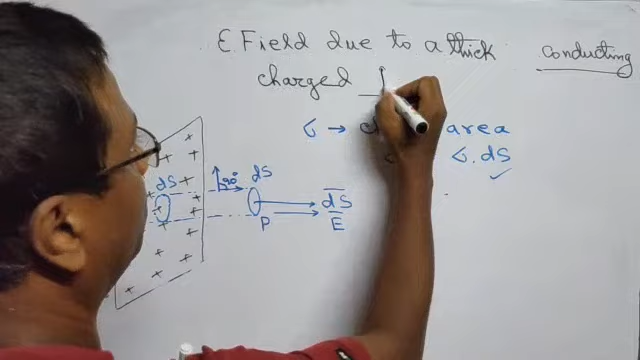 E Field due to a thick conducting
charged
σ → area
σ.dS
dS 90° dS dS
P E